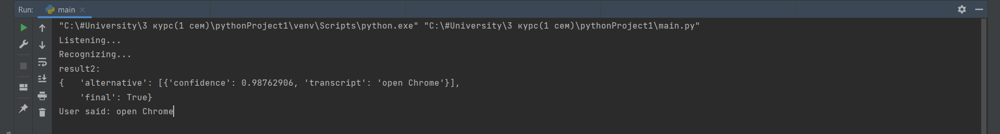 Run: main
"C:\#University\3 курс(1 сем)\pythonProject1\venv\Scripts\python.exe" "C:\#University\3 курс(1 сем)\pythonProject1\main.py"
Listening...
Recognizing...
result2:
{   'alternative': [{'confidence': 0.98762906, 'transcript': 'open Chrome'}],
    'final': True}
User said: open Chrome